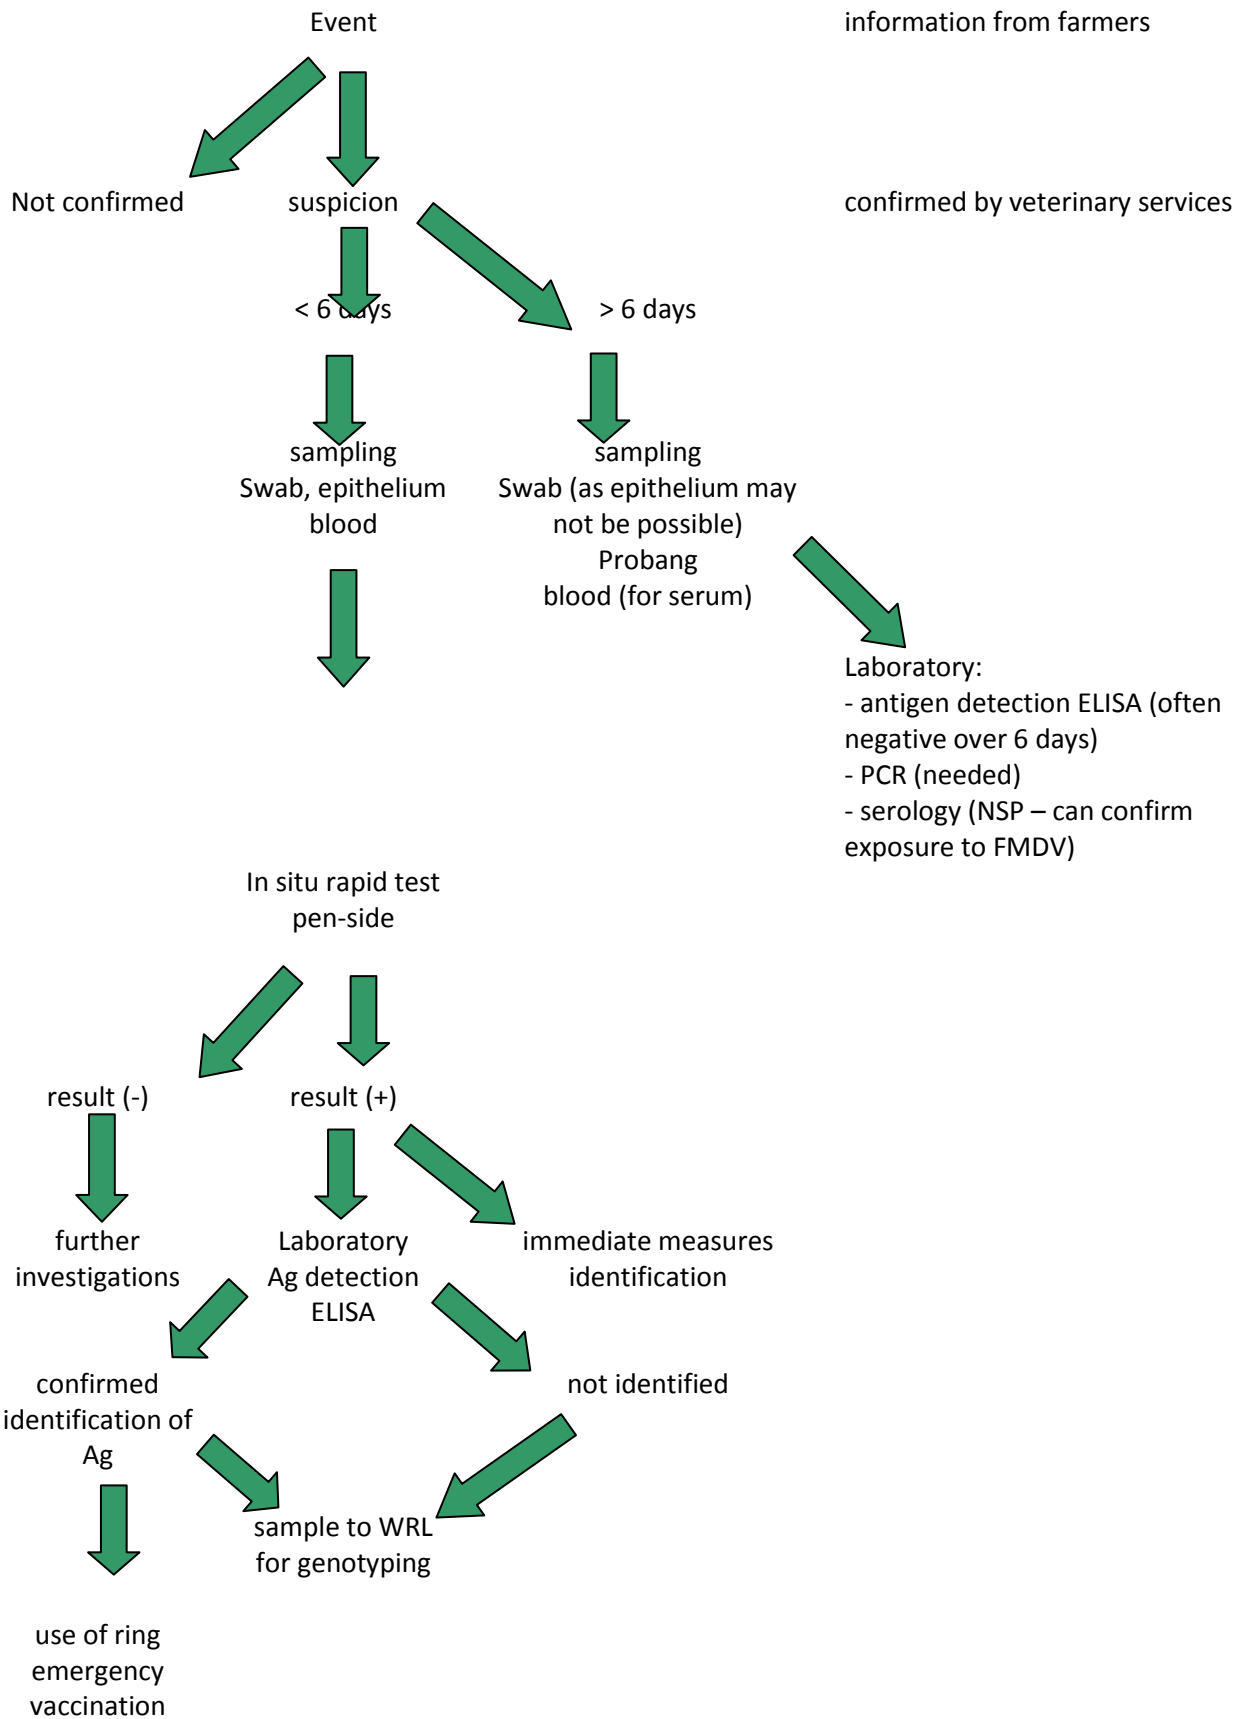 Event
information from farmers
Not confirmed
suspicion
confirmed by veterinary services
< 6 days
> 6 days
sampling
Swab, epithelium
blood
sampling
Swab (as epithelium may
not be possible)
Probang
blood (for serum)
Laboratory:
- antigen detection ELISA (often
negative over 6 days)
- PCR (needed)
- serology (NSP – can confirm
exposure to FMDV)
In situ rapid test
pen-side
result (-)
result (+)
further
investigations
Laboratory
Ag detection
ELISA
immediate measures
identification
confirmed
identification of
Ag
not identified
sample to WRL
for genotyping
use of ring
emergency
vaccination